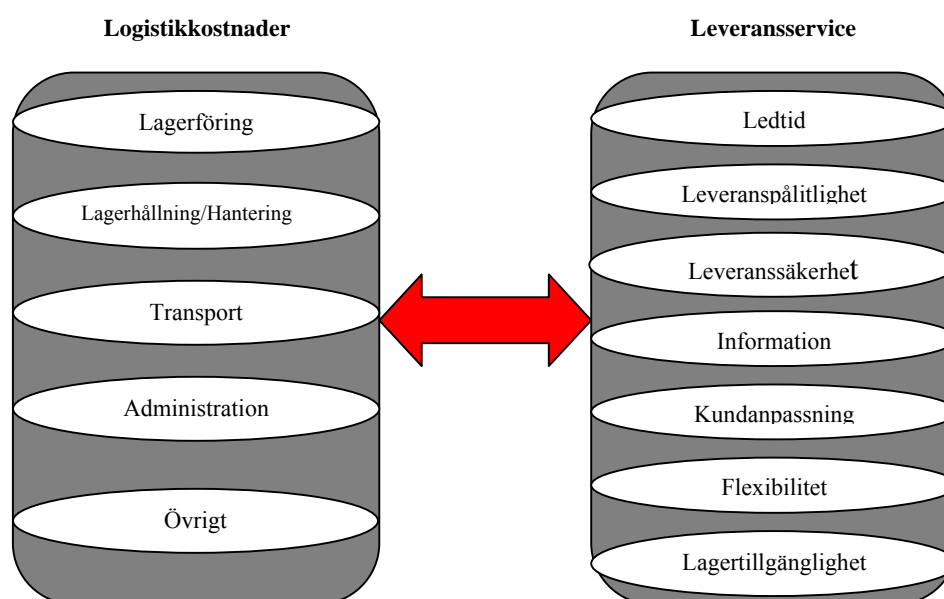 Logistikkostnader
Lagerföring
Lagerhållning/Hantering
Transport
Administration
Övrigt
Leveransservice
Ledtid
Leveranspålitlighet
Leveranssäkerhet
Information
Kundanpassning
Flexibilitet
Lagertillgänglighet